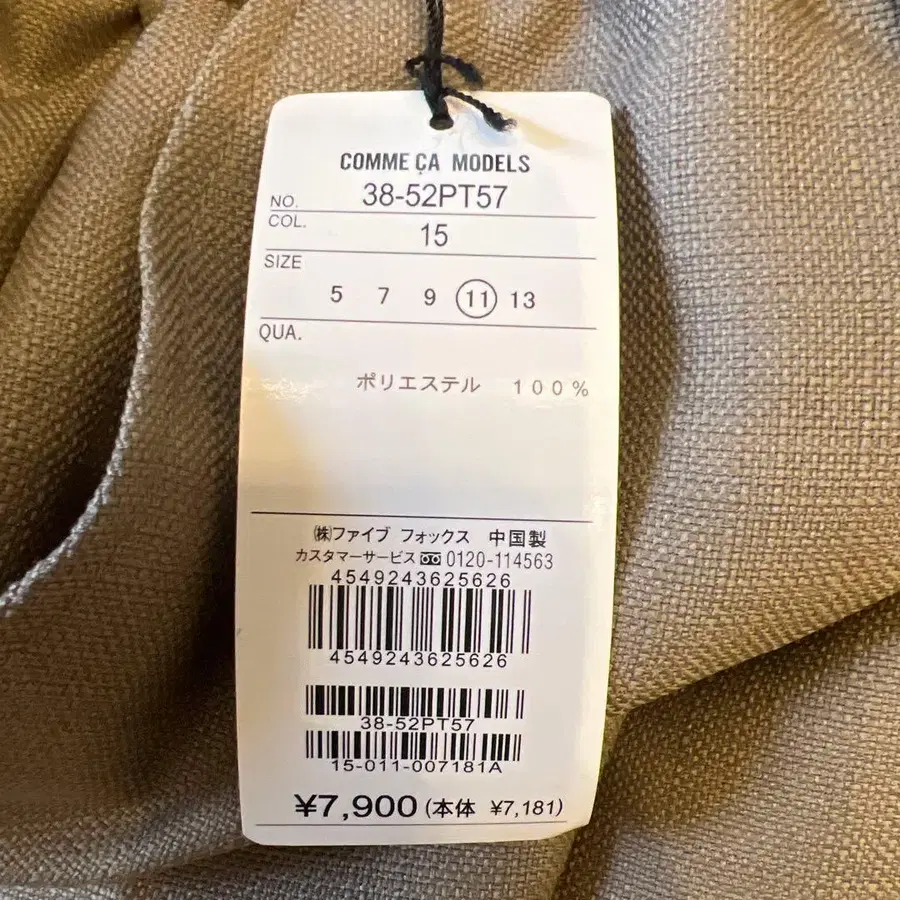 COMME ÇA MODELS
NO. 38-52PT57
COL. 15
SIZE
5 7 9 11 13
QUA.
ポリエステル 100%
㈱ファイブ フォックス 中国製
カスタマーサービス 0120-114563
4549243625626
4549243625626
38-52PT57
15-011-007181A
¥7,900 (本体 ¥7,181)